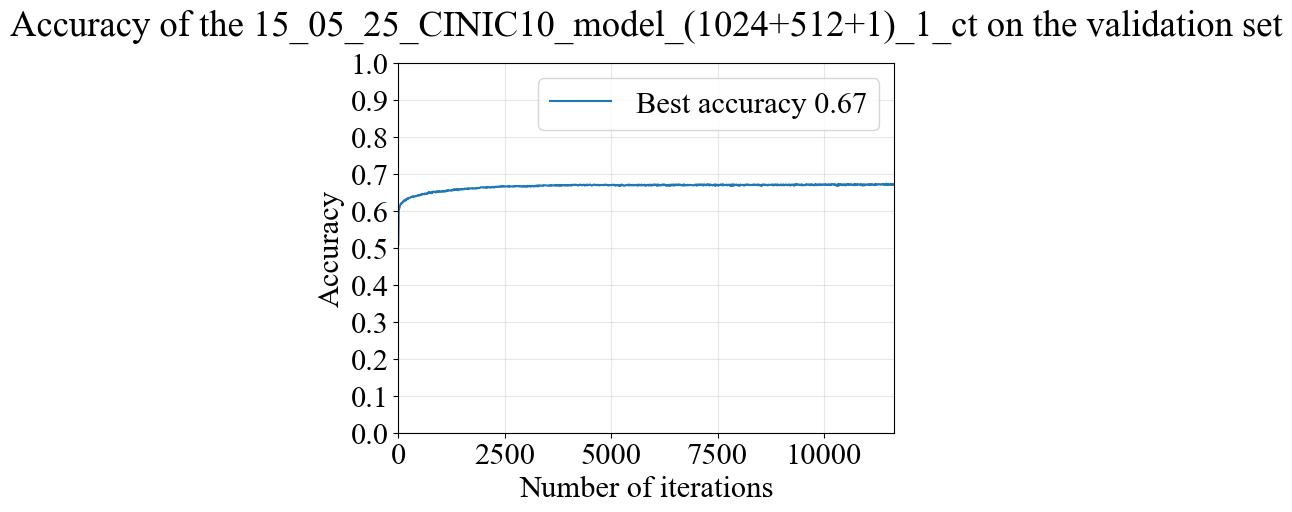 Accuracy of the 15_05_25_CINIC10_model_(1024+512+1)_1_ct on the validation set
1.0
0.9
0.8
0.7
0.6
0.5
0.4
0.3
0.2
0.1
0.0
Accuracy
Best accuracy 0.67
0 2500 5000 7500 10000
Number of iterations